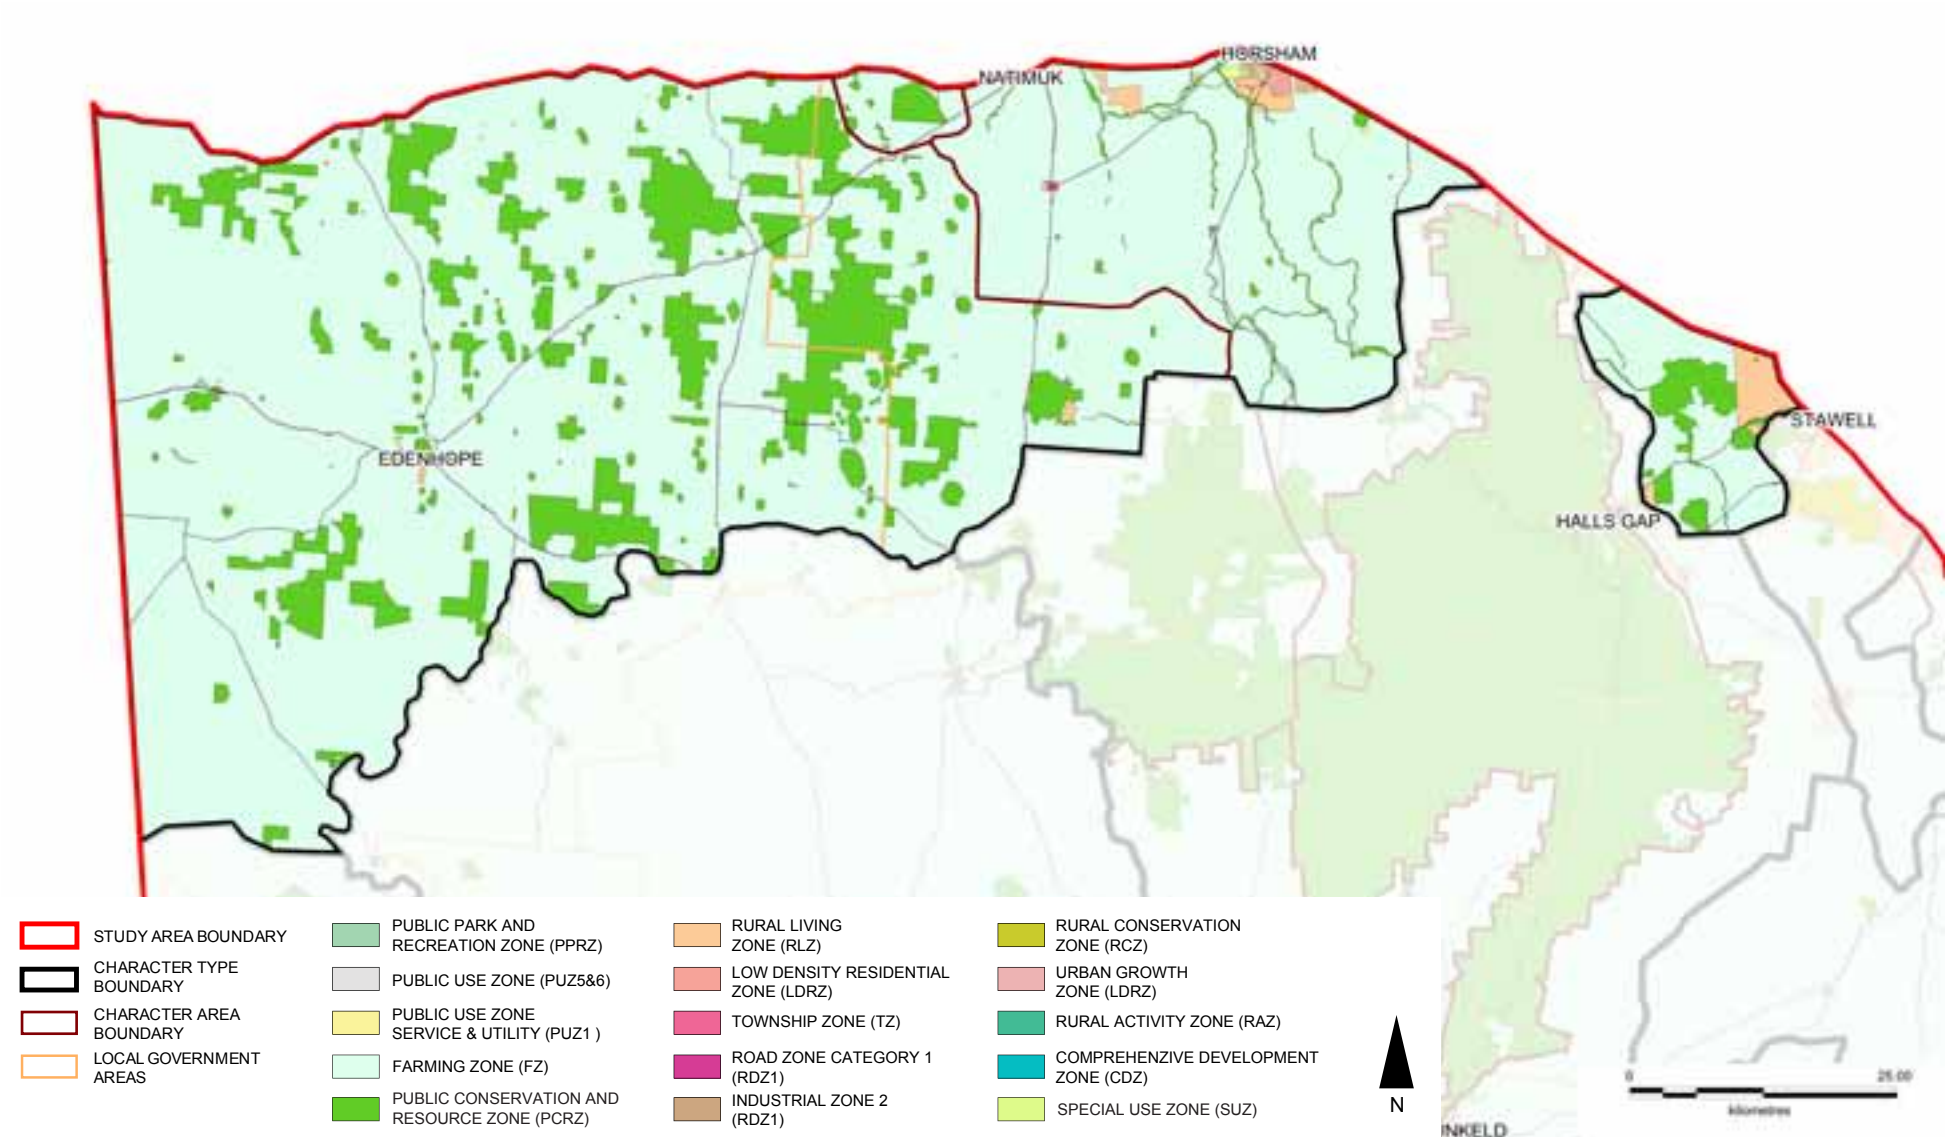 HORSHAM
NATIMUK
STAWELL
EDENHOPE
HALLS GAP
STUDY AREA BOUNDARY
CHARACTER TYPE
BOUNDARY
CHARACTER AREA
BOUNDARY
LOCAL GOVERNMENT
AREAS
PUBLIC PARK AND
RECREATION ZONE (PPRZ)
PUBLIC USE ZONE (PUZ5&6)
PUBLIC USE ZONE
SERVICE & UTILITY (PUZ1 )
FARMING ZONE (FZ)
PUBLIC CONSERVATION AND
RESOURCE ZONE (PCRZ)
RURAL LIVING
ZONE (RLZ)
LOW DENSITY RESIDENTIAL
ZONE (LDRZ)
TOWNSHIP ZONE (TZ)
ROAD ZONE CATEGORY 1
(RDZ1)
INDUSTRIAL ZONE 2
(RDZ1)
RURAL CONSERVATION
ZONE (RCZ)
URBAN GROWTH
ZONE (LDRZ)
RURAL ACTIVITY ZONE (RAZ)
COMPREHENZIVE DEVELOPMENT
ZONE (CDZ)
SPECIAL USE ZONE (SUZ)
N
0 25.00
kilometres
INKELD